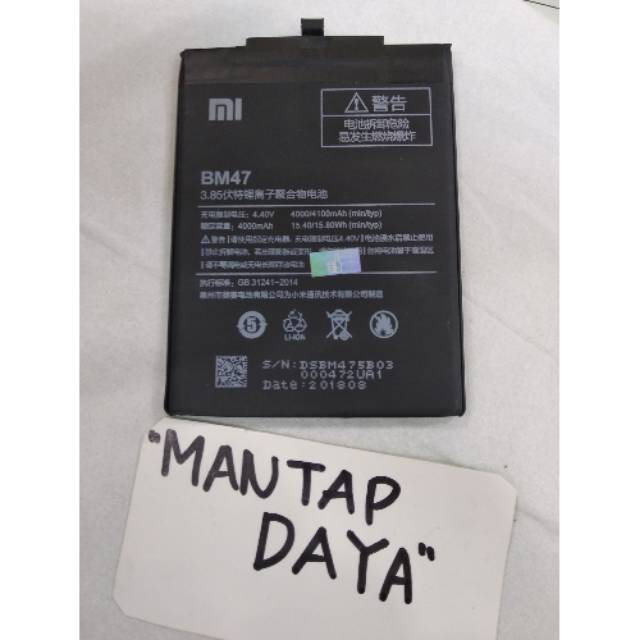 mi
警告
电池拆卸危险
易发生燃烧爆炸
BM47
3.85伏特锂离子聚合物电池
充电限制电压: 4.40V 4000/4100mAh (min/typ)
额定容量: 4000mAh 15.40/15.80Wh (min/typ)
执行标准: GB 31241-2014
5
LI-ION
S/N: DSBM475B03
000472UA1
Date: 201808
"MANTAP
DAYA"